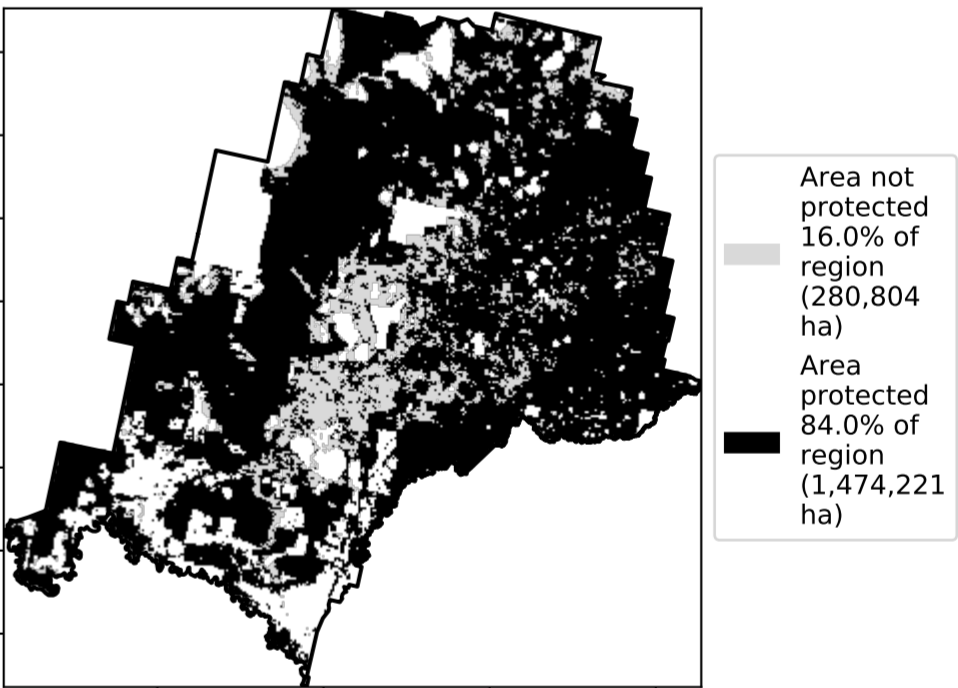 Area not
protected
16.0% of
region
(280,804
ha)
Area
protected
84.0% of
region
(1,474,221
ha)